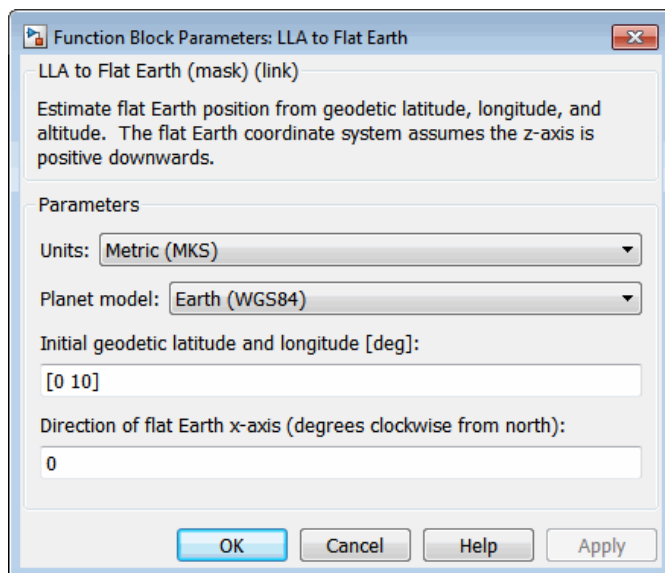 Function Block Parameters: LLA to Flat Earth
LLA to Flat Earth (mask) (link)
Estimate flat Earth position from geodetic latitude, longitude, and
altitude.  The flat Earth coordinate system assumes the z-axis is
positive downwards.
Parameters
Units: Metric (MKS)
Planet model: Earth (WGS84)
Initial geodetic latitude and longitude [deg]:
[0 10]
Direction of flat Earth x-axis (degrees clockwise from north):
0
OK Cancel Help Apply